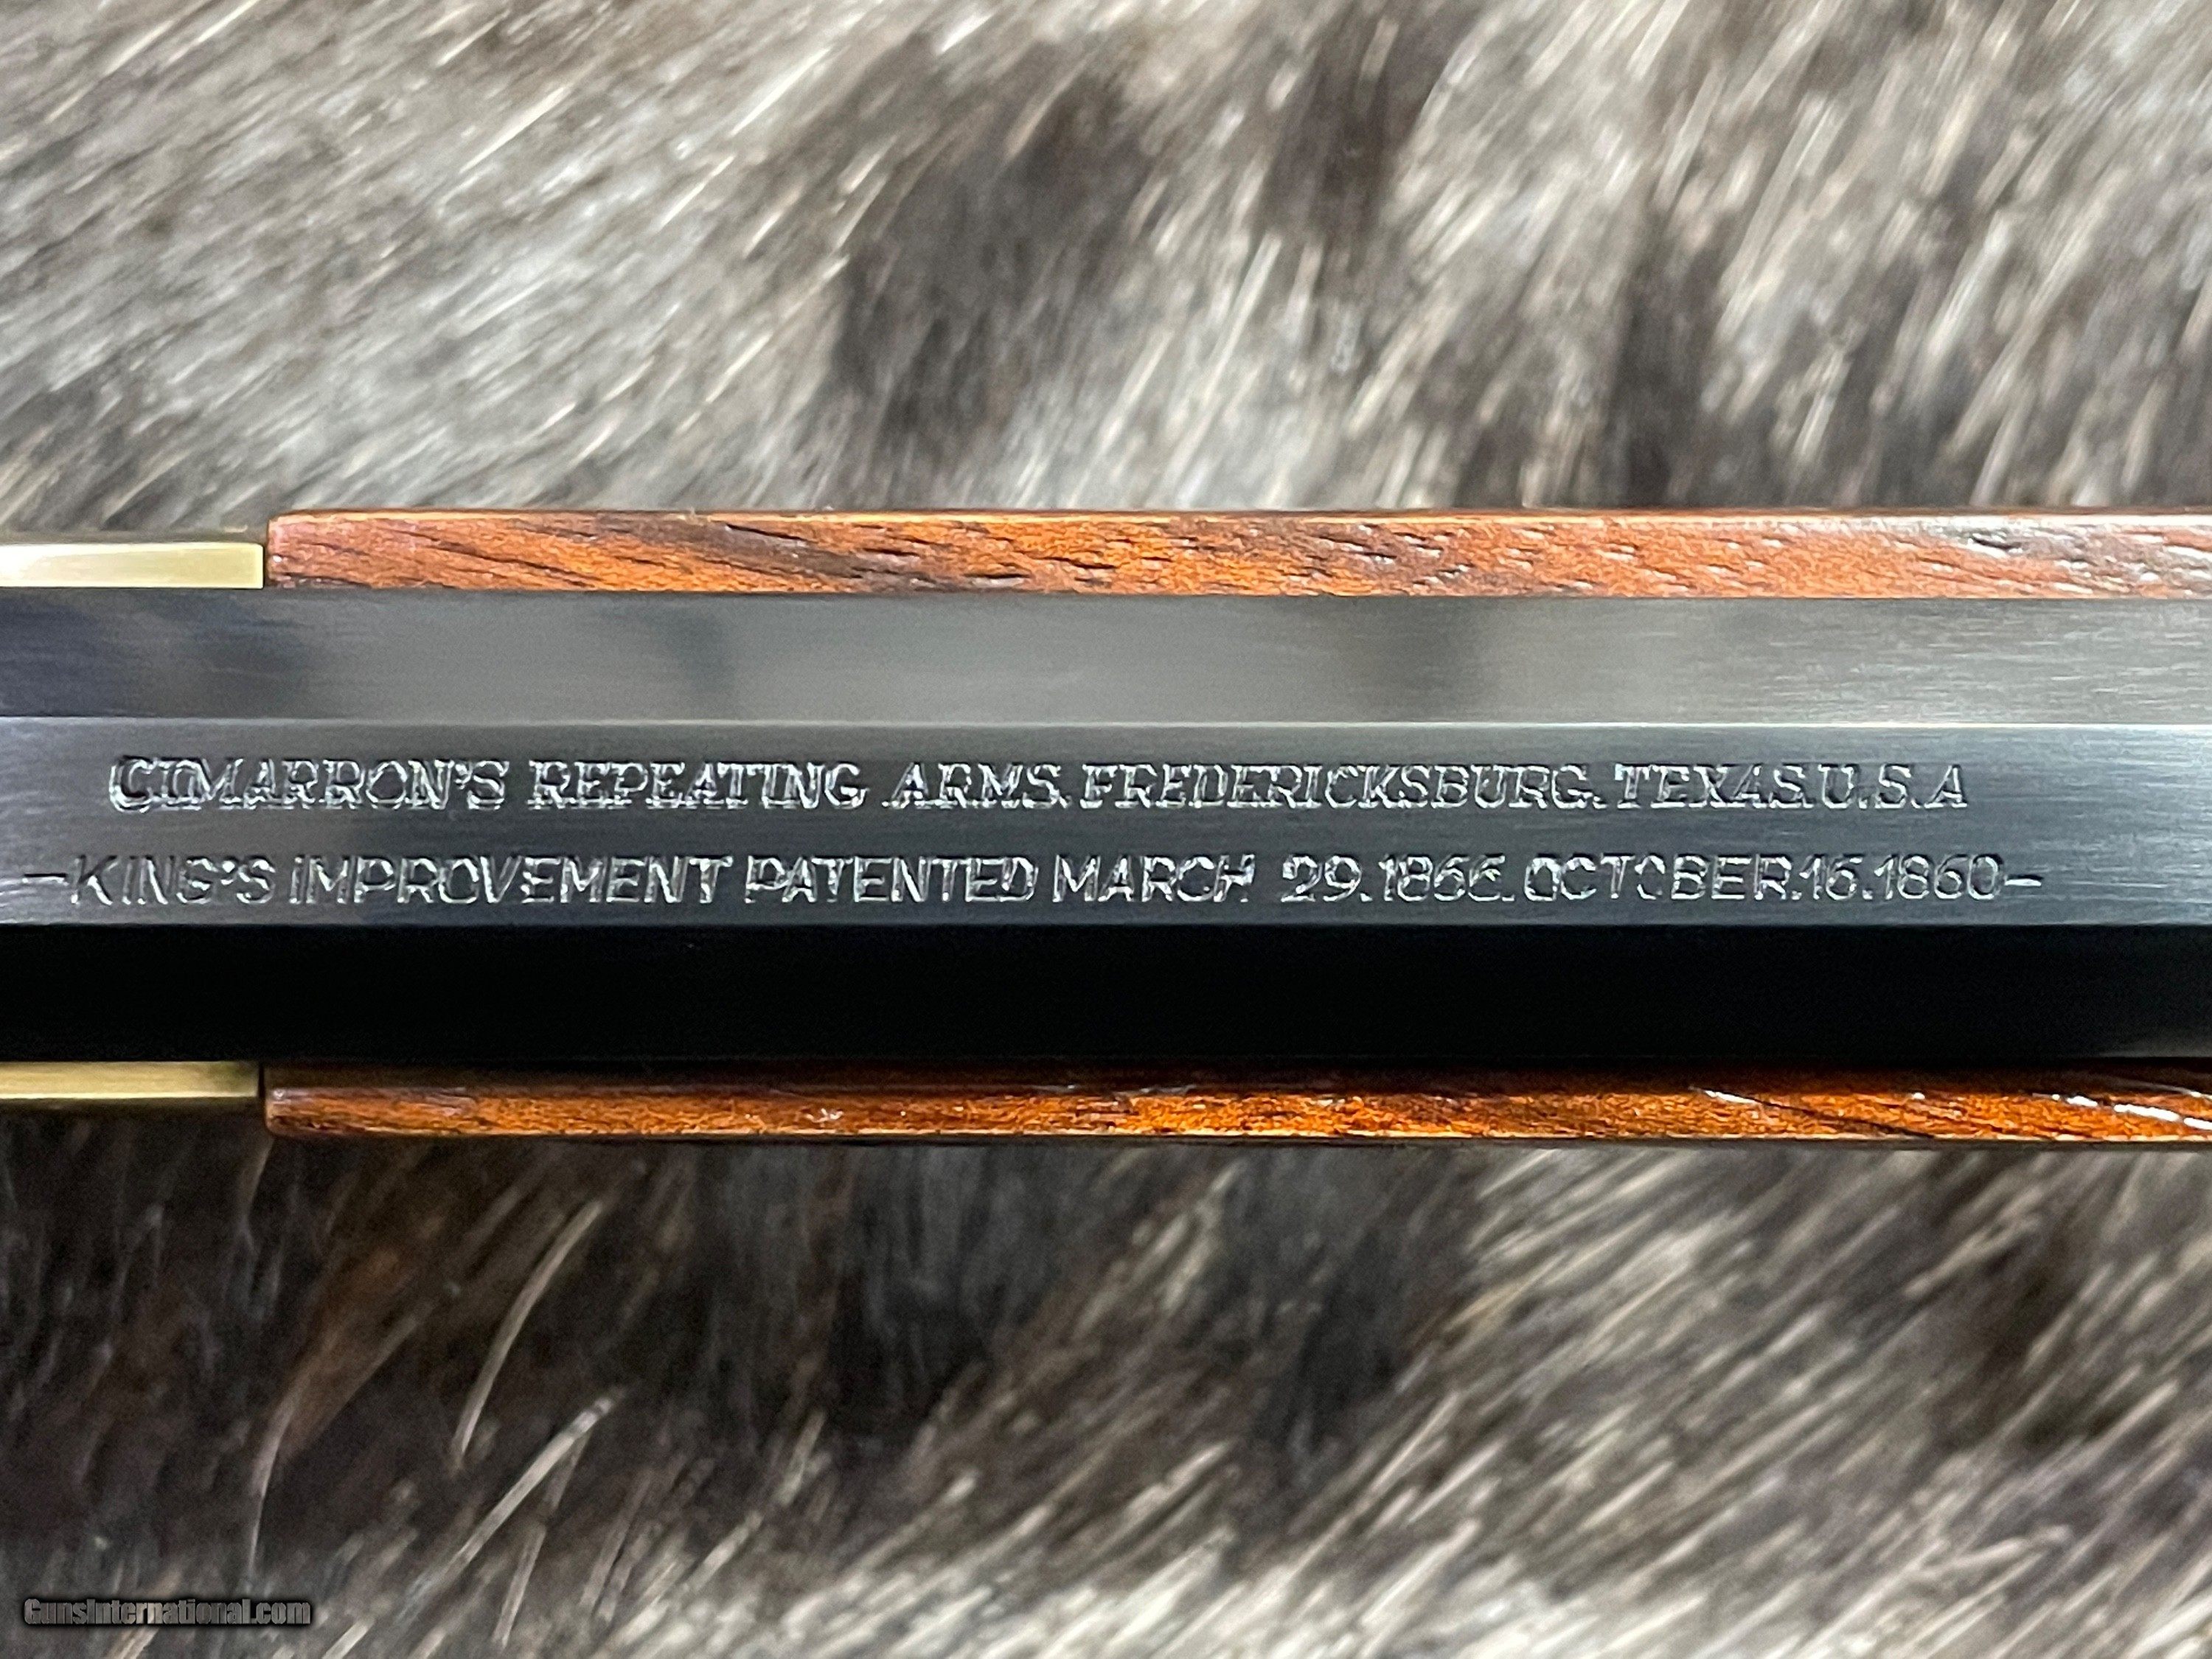 CIMARRON'S REPEATING ARMS. FREDERICKSBURG. TEXAS. U.S.A
-KING'S IMPROVEMENT PATENTED MARCH 29.1866. OCTOBER.16.1860-
GunsInternational.com